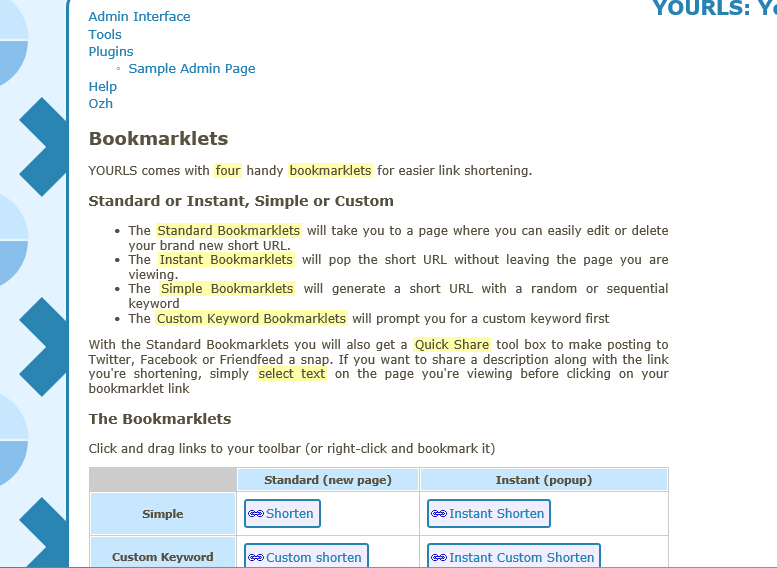 YOURLS:
Admin Interface
Tools
Plugins
Sample Admin Page
Help
Ozh
Bookmarklets
YOURLS comes with four handy bookmarklets for easier link shortening.
Standard or Instant, Simple or Custom
The Standard Bookmarklets will take you to a page where you can easily edit or delete
your brand new short URL.
The Instant Bookmarklets will pop the short URL without leaving the page you are
viewing.
The Simple Bookmarklets will generate a short URL with a random or sequential
keyword
The Custom Keyword Bookmarklets will prompt you for a custom keyword first
With the Standard Bookmarklets you will also get a Quick Share tool box to make posting to
Twitter, Facebook or Friendfeed a snap. If you want to share a description along with the link
you're shortening, simply select text on the page you're viewing before clicking on your
bookmarklet link
The Bookmarklets
Click and drag links to your toolbar (or right-click and bookmark it)
Standard (new page) Instant (popup)
Simple Shorten Instant Shorten
Custom Keyword Custom shorten Instant Custom Shorten